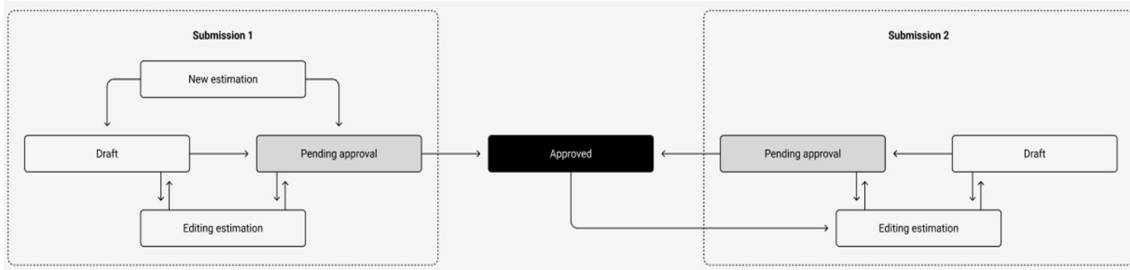 Submission 1
New estimation
Draft
Pending approval
Editing estimation
Approved
Submission 2
Pending approval
Draft
Editing estimation